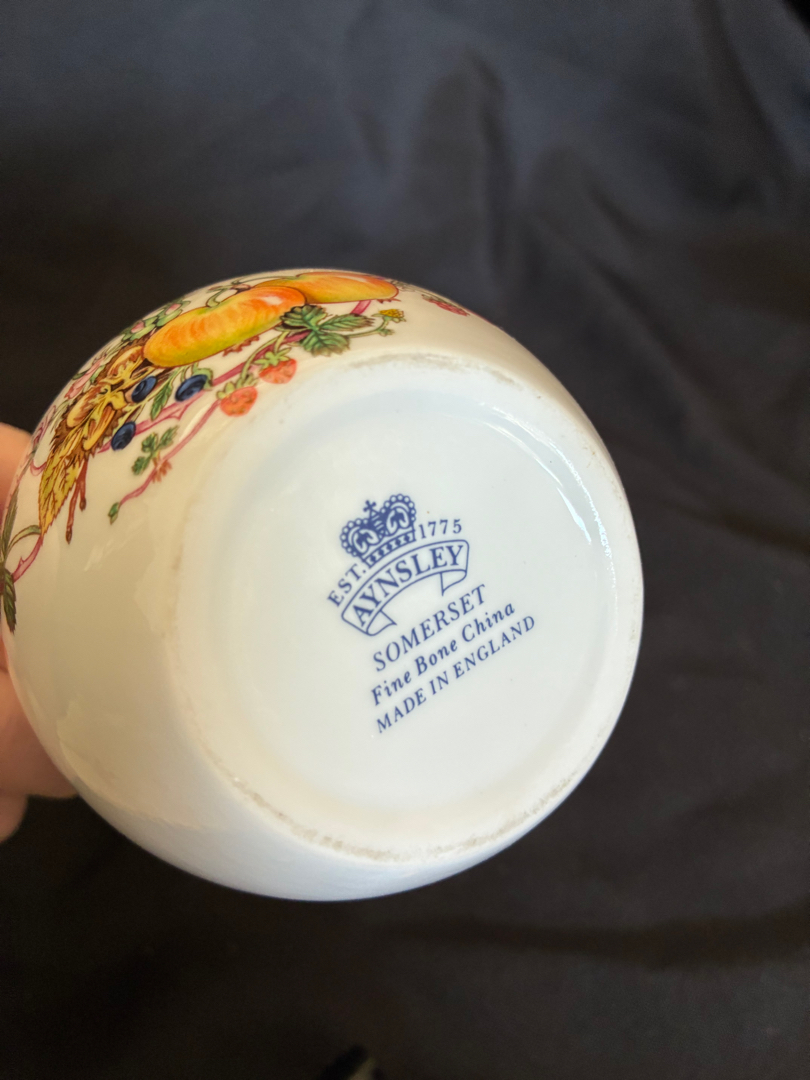 EST. 1775
AYNSLEY
SOMERSET
Fine Bone China
MADE IN ENGLAND